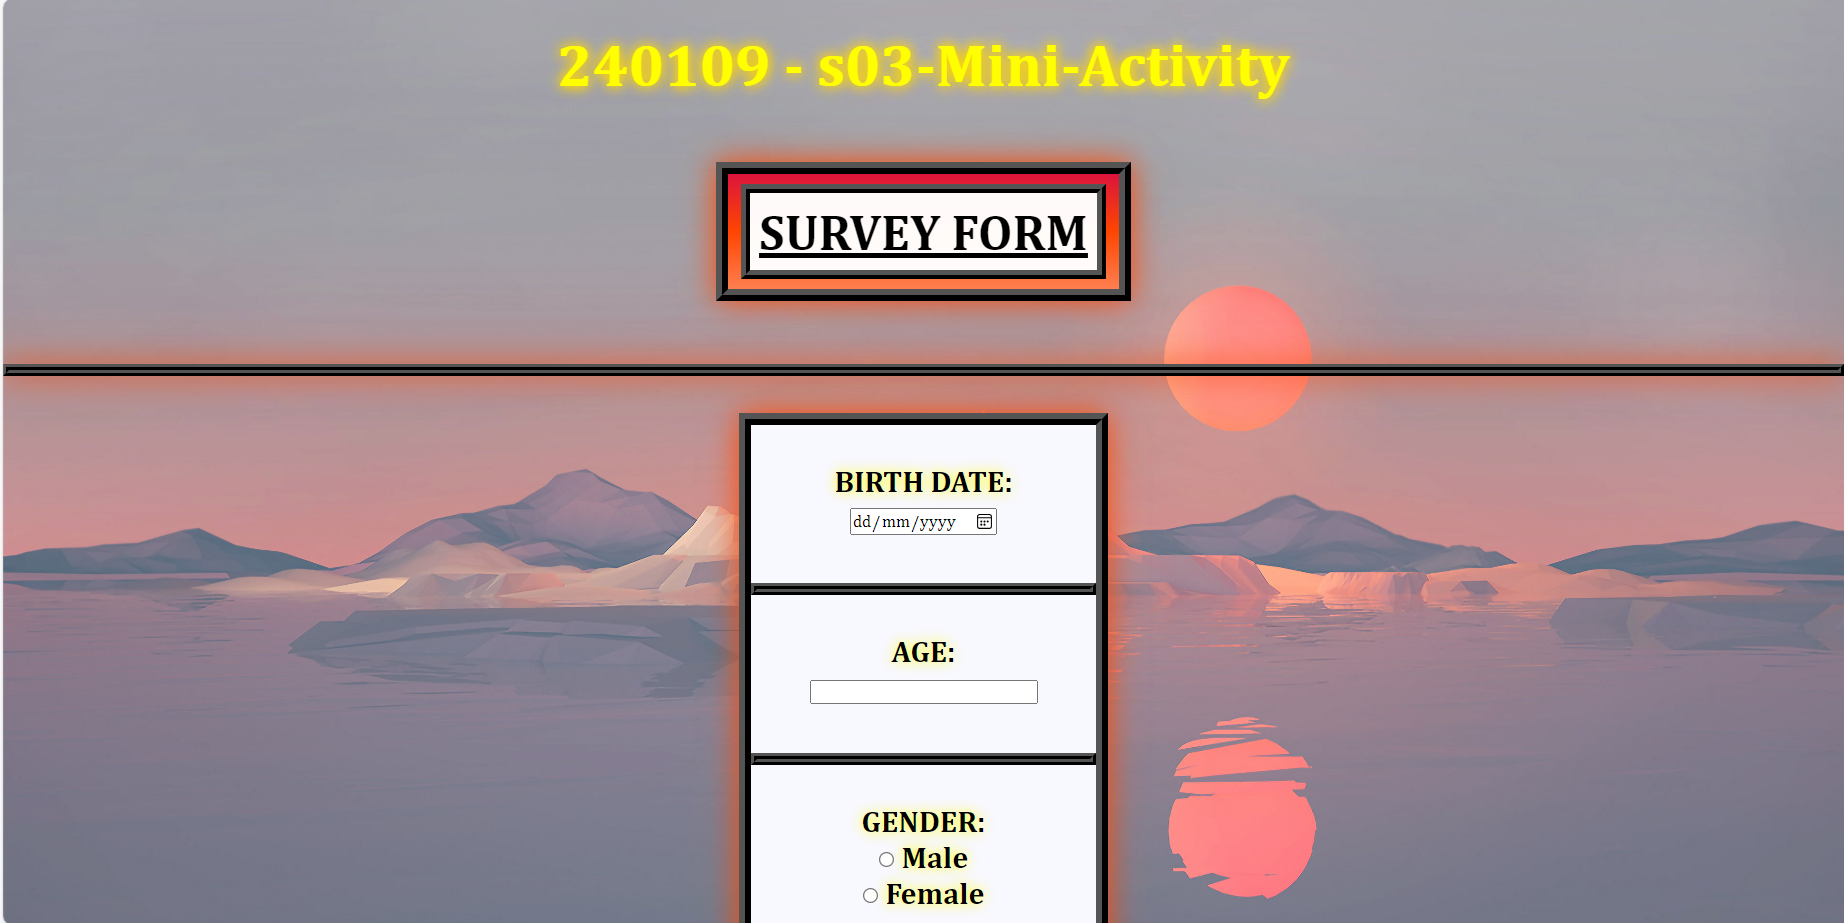 240109 - s03-Mini-Activity
SURVEY FORM
BIRTH DATE:
dd/mm/yyyy
AGE:
GENDER:
Male
Female